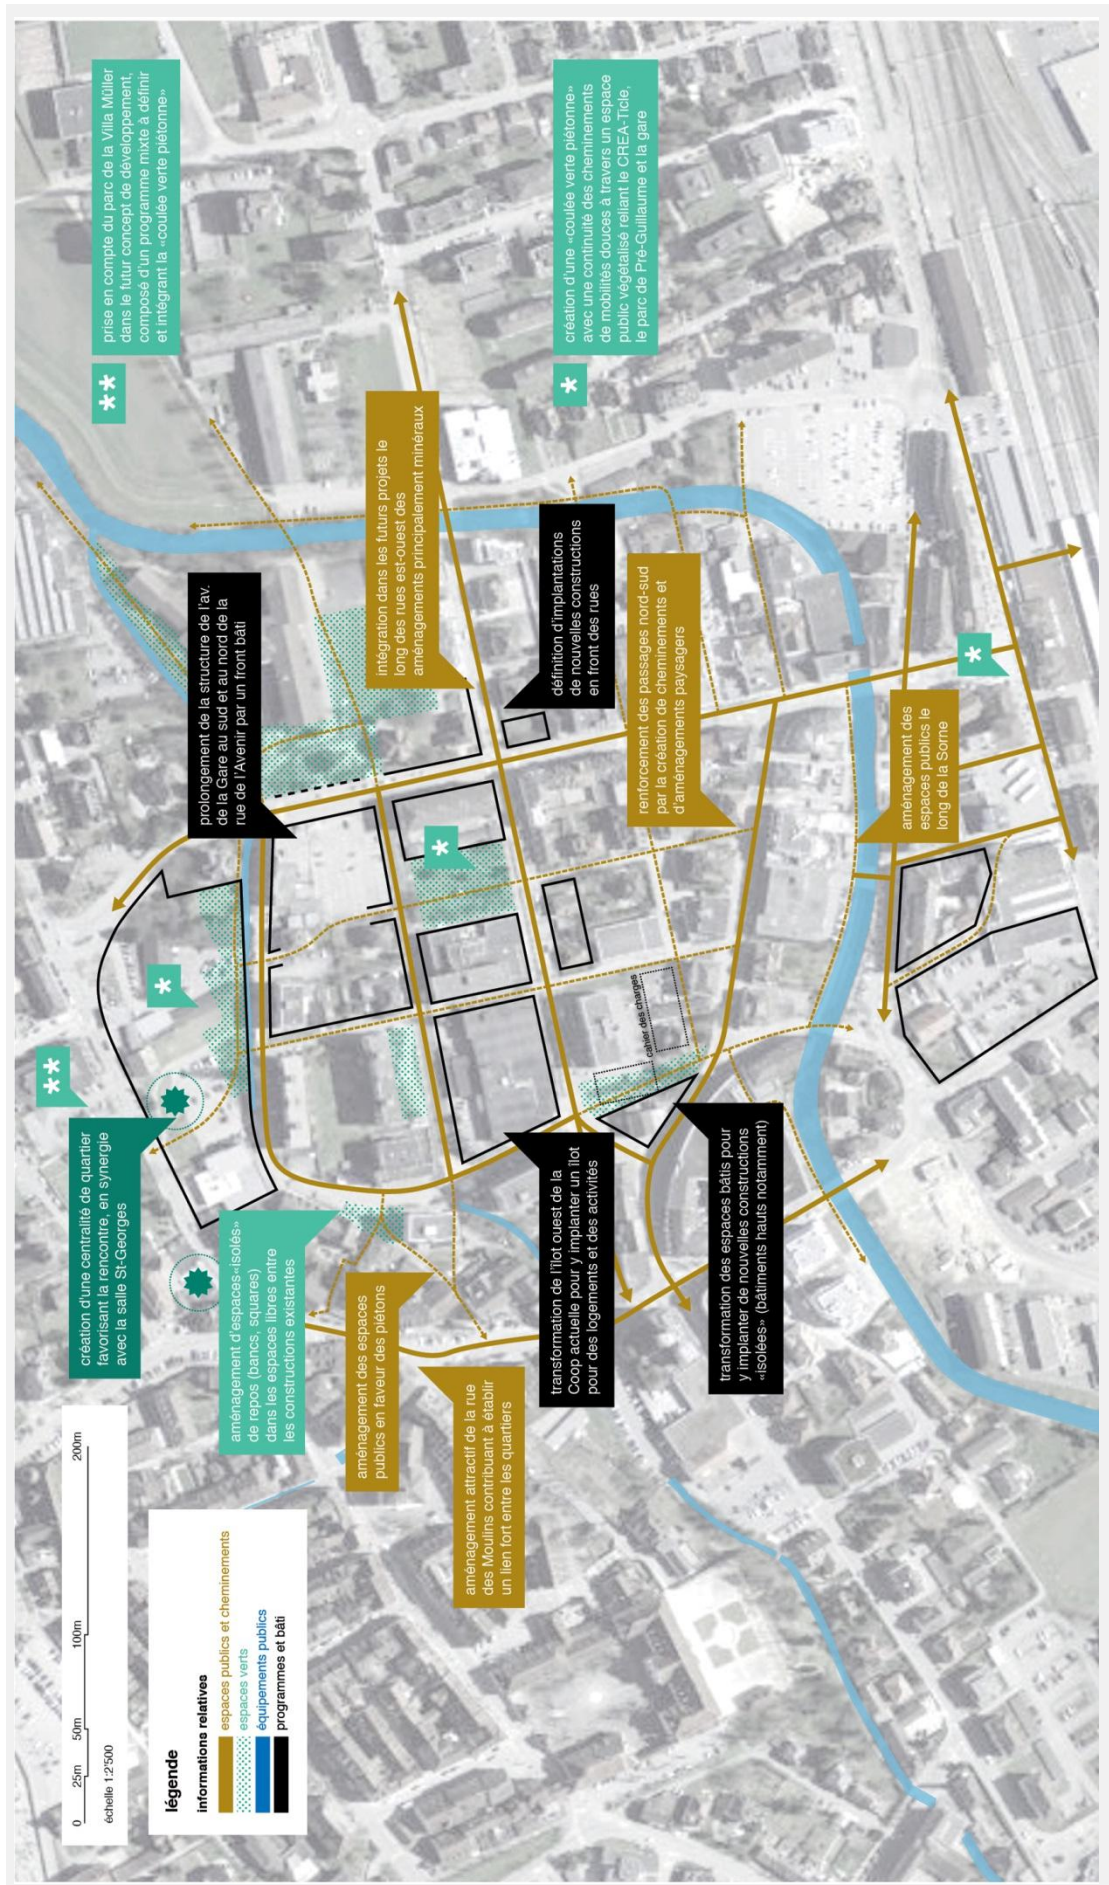 0 25m 50m 100m 200m
échelle 1:2'500
légende
informations relatives
espaces publics et cheminements
espaces verts
équipements publics
programmes et bâti
création d'une centralité de quartier
favorisant la rencontre, en synergie
avec la salle St-Georges
**
*
prolongement de la structure de l'av.
de la Gare au sud et au nord de la
rue de l'Avenir par un front bâti
**
prise en compte du parc de la Villa Müller
dans le futur concept de développement,
composé d'un programme mixte à définir
et intégrant la «coulée verte piétonne»
aménagement d'espaces«isolés»
de repos (bancs, squares)
dans les espaces libres entre
les constructions existantes
aménagement des espaces
publics en faveur des piétons
intégration dans les futurs projets le
long des rues est-ouest des
aménagements principalement minéraux
*
aménagement attractif de la rue
des Moulins contribuant à établir
un lien fort entre les quartiers
transformation de l'îlot ouest de la
Coop actuelle pour y implanter un îlot
pour des logements et des activités
définition d'implantations
de nouvelles constructions
en front des rues
*
création d'une «coulée verte piétonne»
avec une continuité des cheminements
de mobilités douces à travers un espace
public végétalisé reliant le CREA-Ticle,
le parc de Pré-Guillaume et la gare
cahier des charges
renforcement des passages nord-sud
par la création de cheminements et
d'aménagements paysagers
transformation des espaces bâtis pour
y implanter de nouvelles constructions
«isolées» (bâtiments hauts notamment)
aménagement des
espaces publics le
long de la Sorne
*